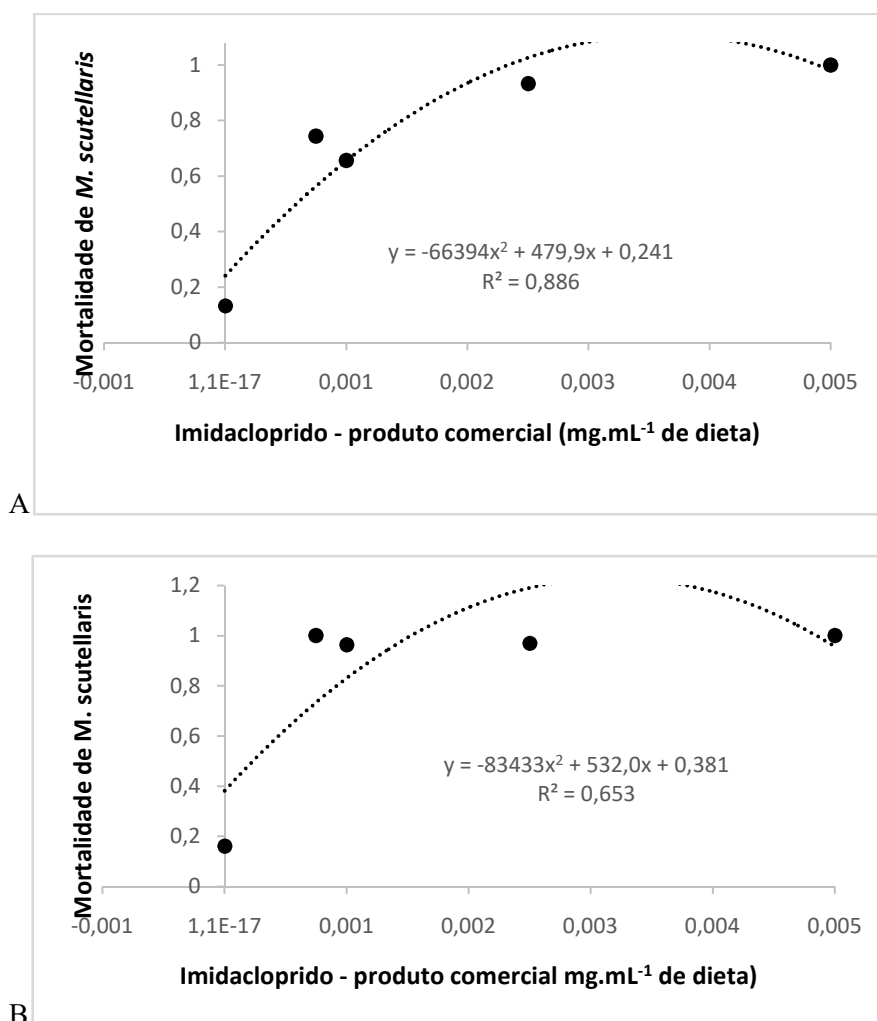 Mortalidade de M. scutellaris
1
0,8
0,6
0,4
0,2
0
y = -66394x² + 479,9x + 0,241
R² = 0,886
-0,001 1,1E-17 0,001 0,002 0,003 0,004 0,005
Imidacloprido - produto comercial (mg.mL⁻¹ de dieta)
A
Mortalidade de M. scutellaris
1,2
1
0,8
0,6
0,4
0,2
0
y = -83433x² + 532,0x + 0,381
R² = 0,653
-0,001 1,1E-17 0,001 0,002 0,003 0,004 0,005
Imidacloprido - produto comercial mg.mL⁻¹ de dieta)
B